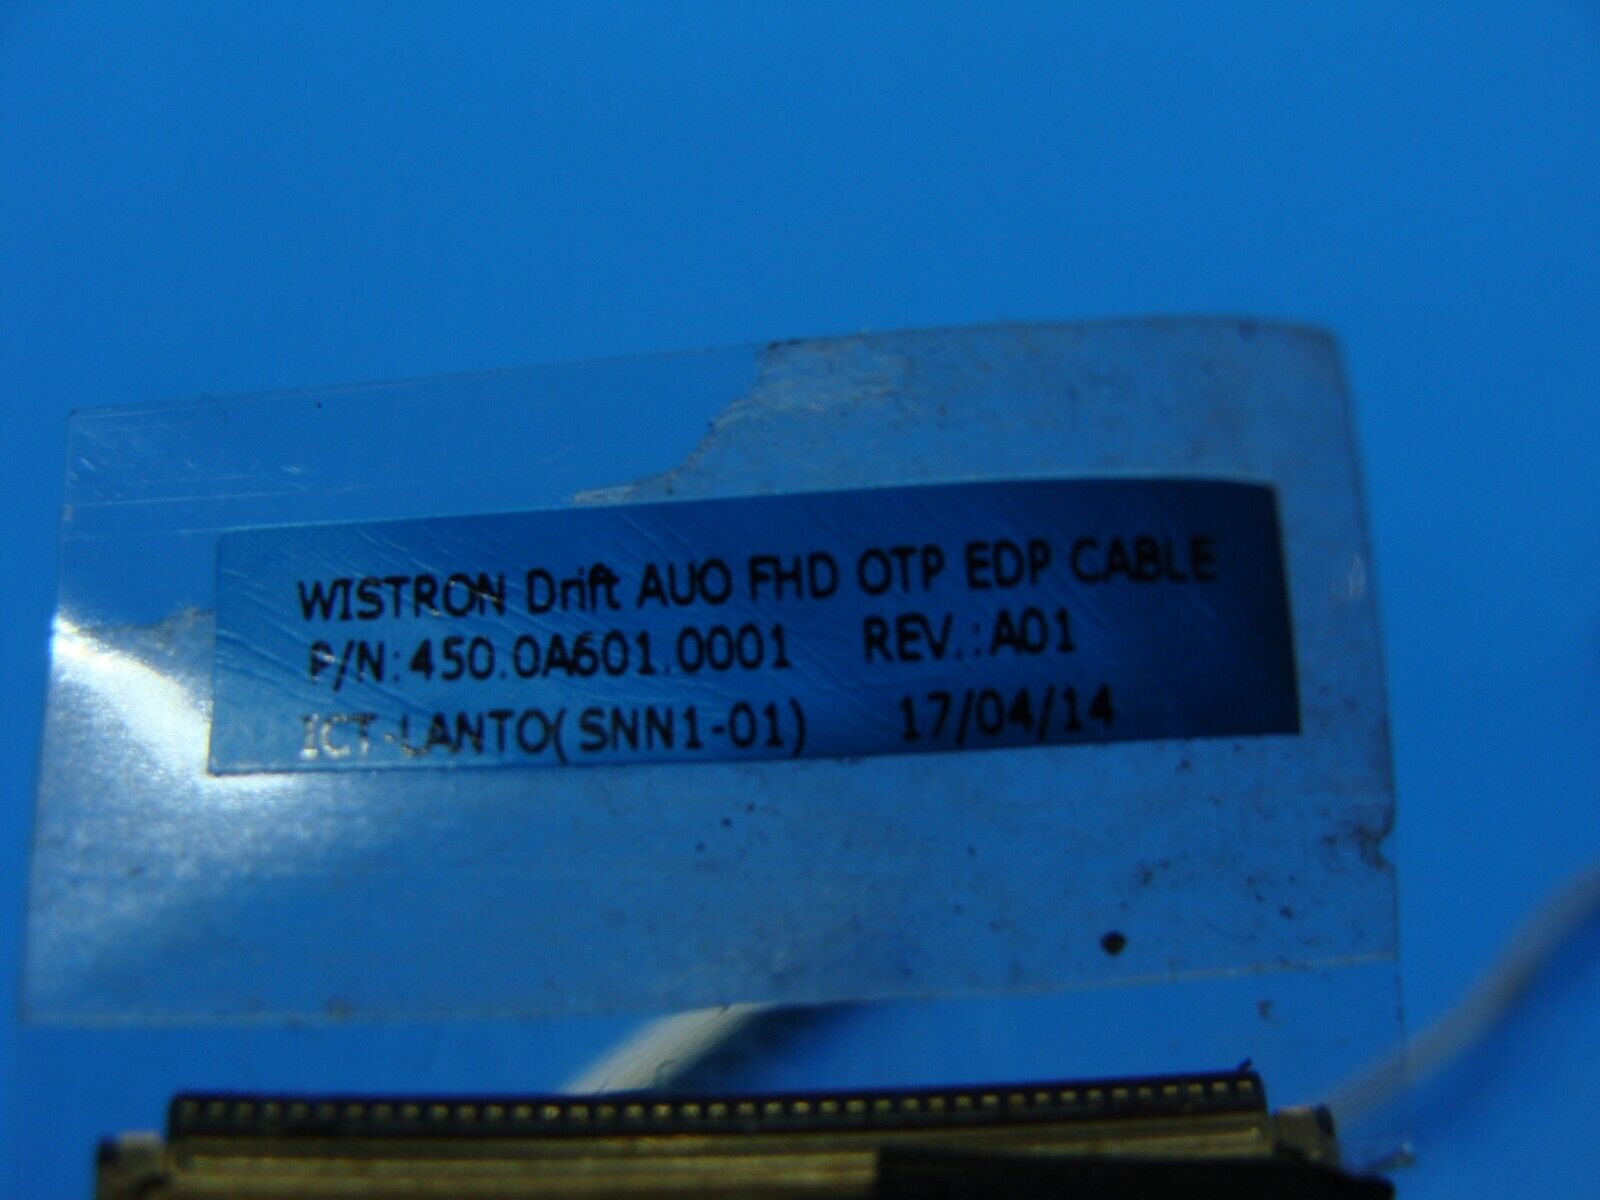 WISTRON Drift AUO FHD OTP EDP CABLE
P/N:450.0A601.0001 REV.:A01
ICT-LANTO(SNN1-01) 17/04/14